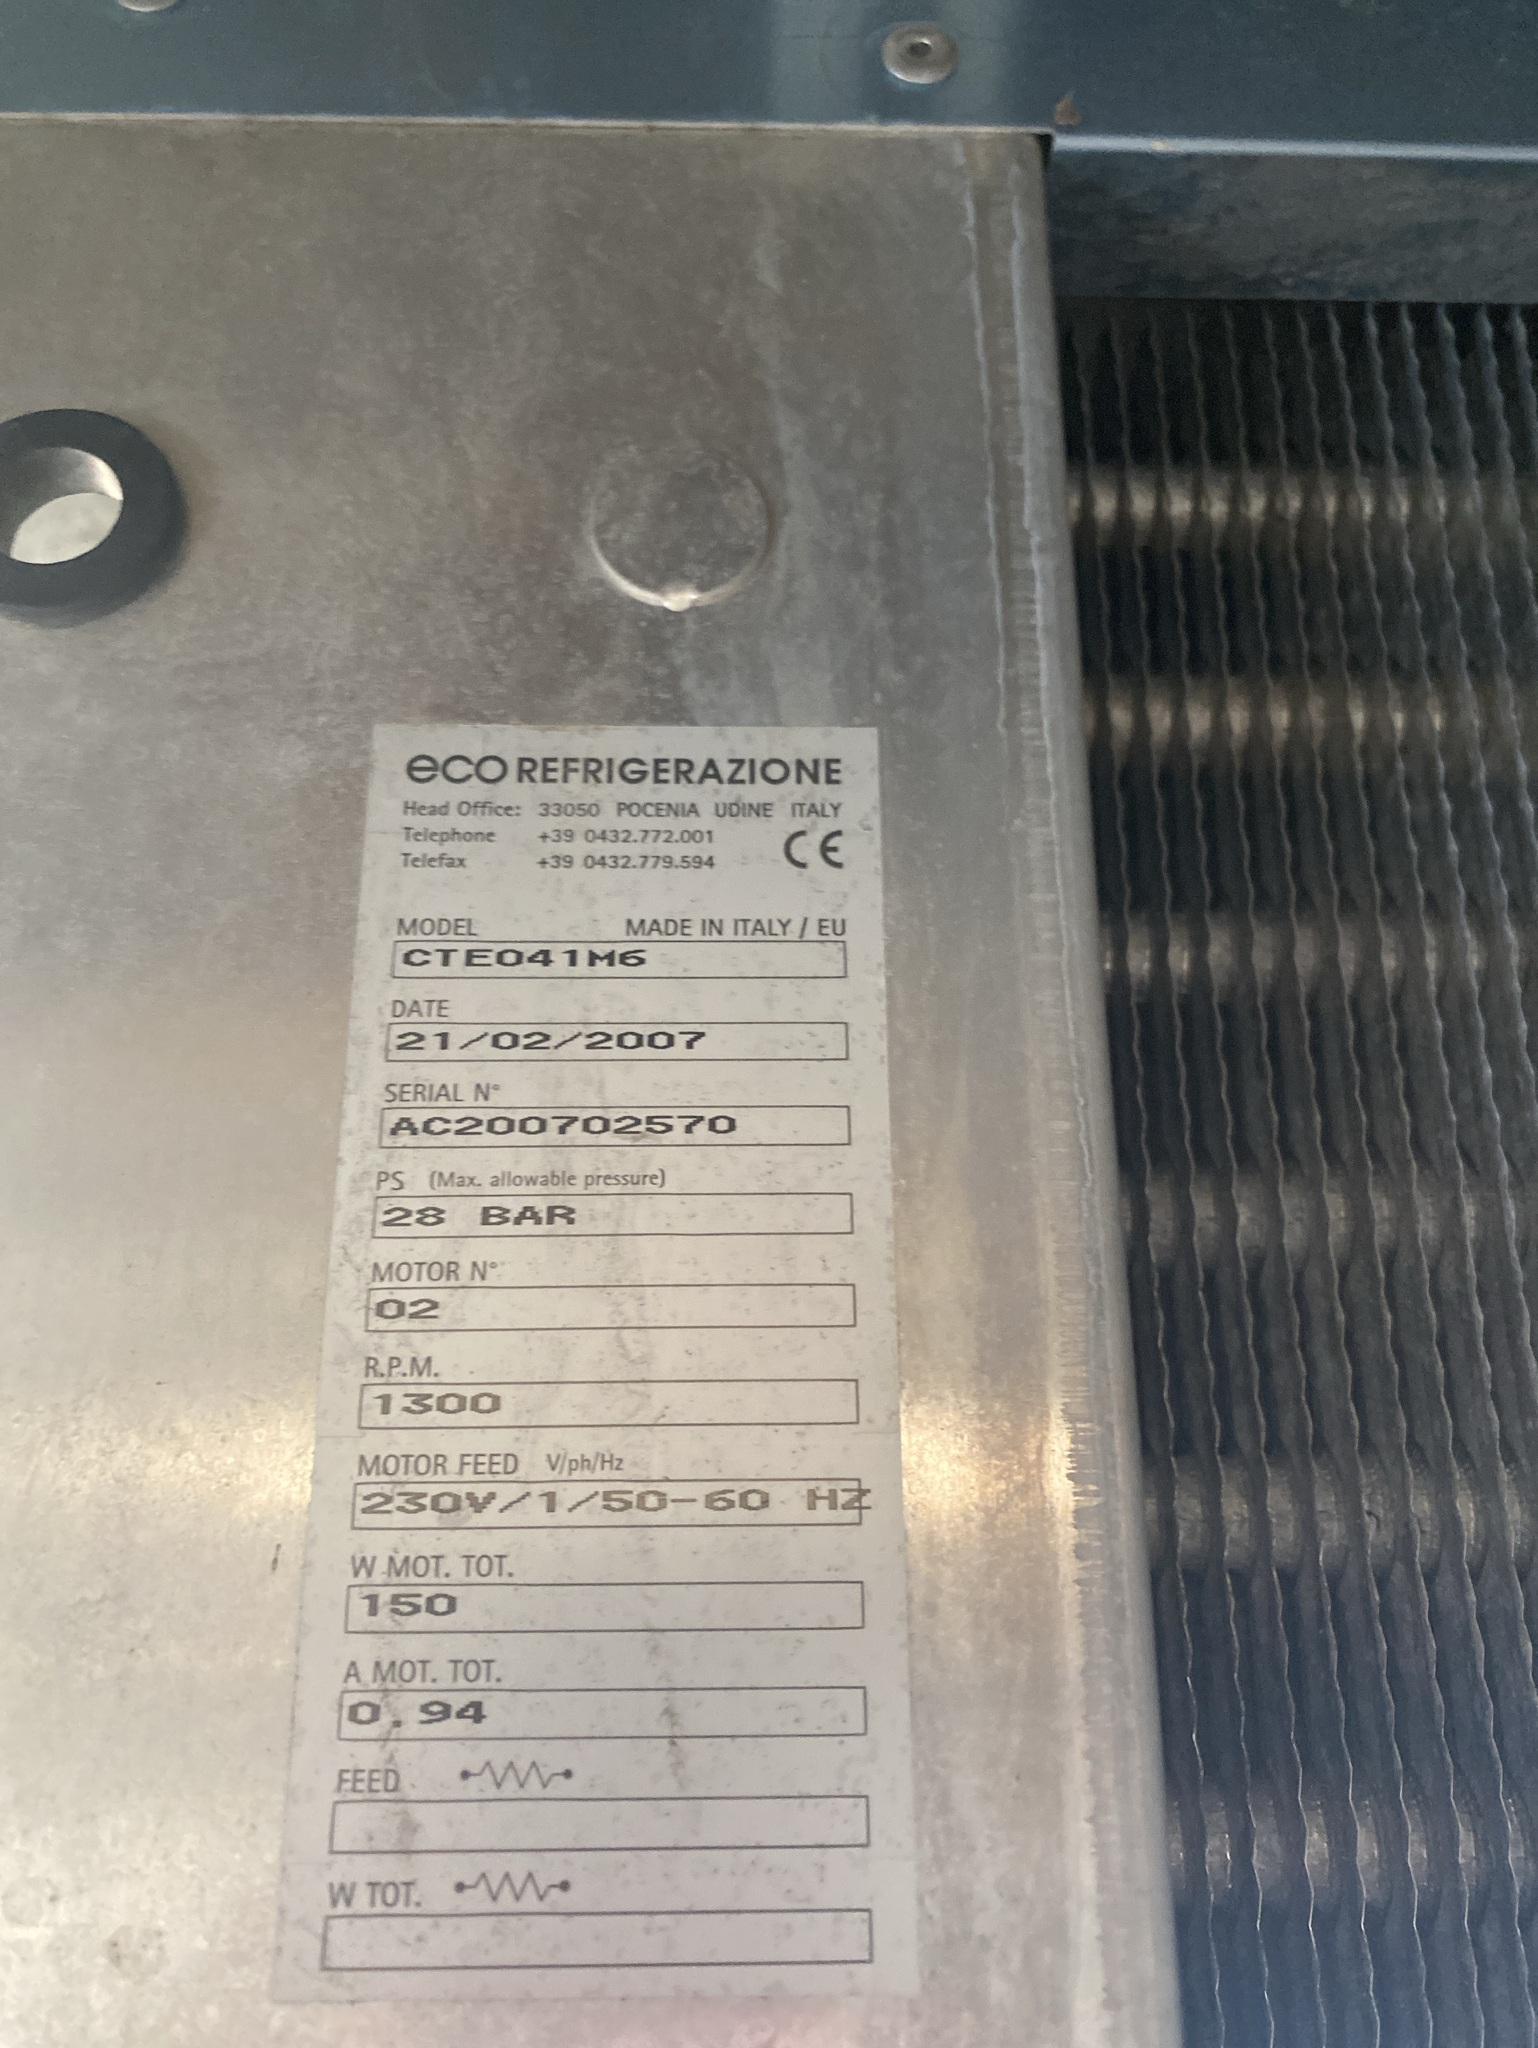 eco REFRIGERAZIONE
Head Office: 33050 POCENIA UDINE ITALY
Telephone +39 0432.772.001
Telefax +39 0432.779.594
CE
MODEL MADE IN ITALY / EU
CTE041M6
DATE
21/02/2007
SERIAL N°
AC200702570
PS (Max. allowable pressure)
28 BAR
MOTOR N°
02
R.P.M.
1300
MOTOR FEED V/ph/Hz
230V/1/50-60 HZ
W MOT. TOT.
150
A MOT. TOT.
0.94
FEED
W TOT.